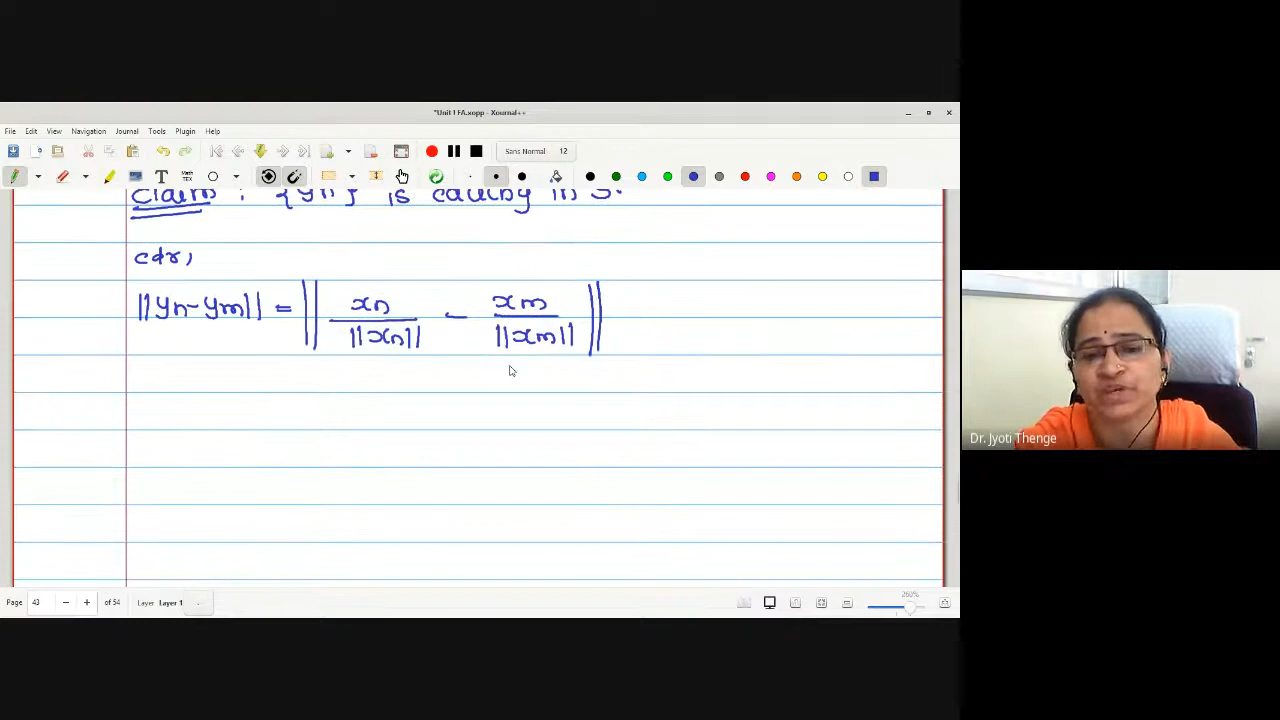 *Unit I FA.xopp - Xournal++
File Edit View Navigation Journal Tools Plugin Help
Sans Normal 12
Claim : {yn} is cauchy in S.
cdr,
||yn-ym|| = || xn / ||xn|| - xm / ||xm|| ||
Dr. Jyoti Thenge
Page 43 of 54 Layer Layer 1 260%